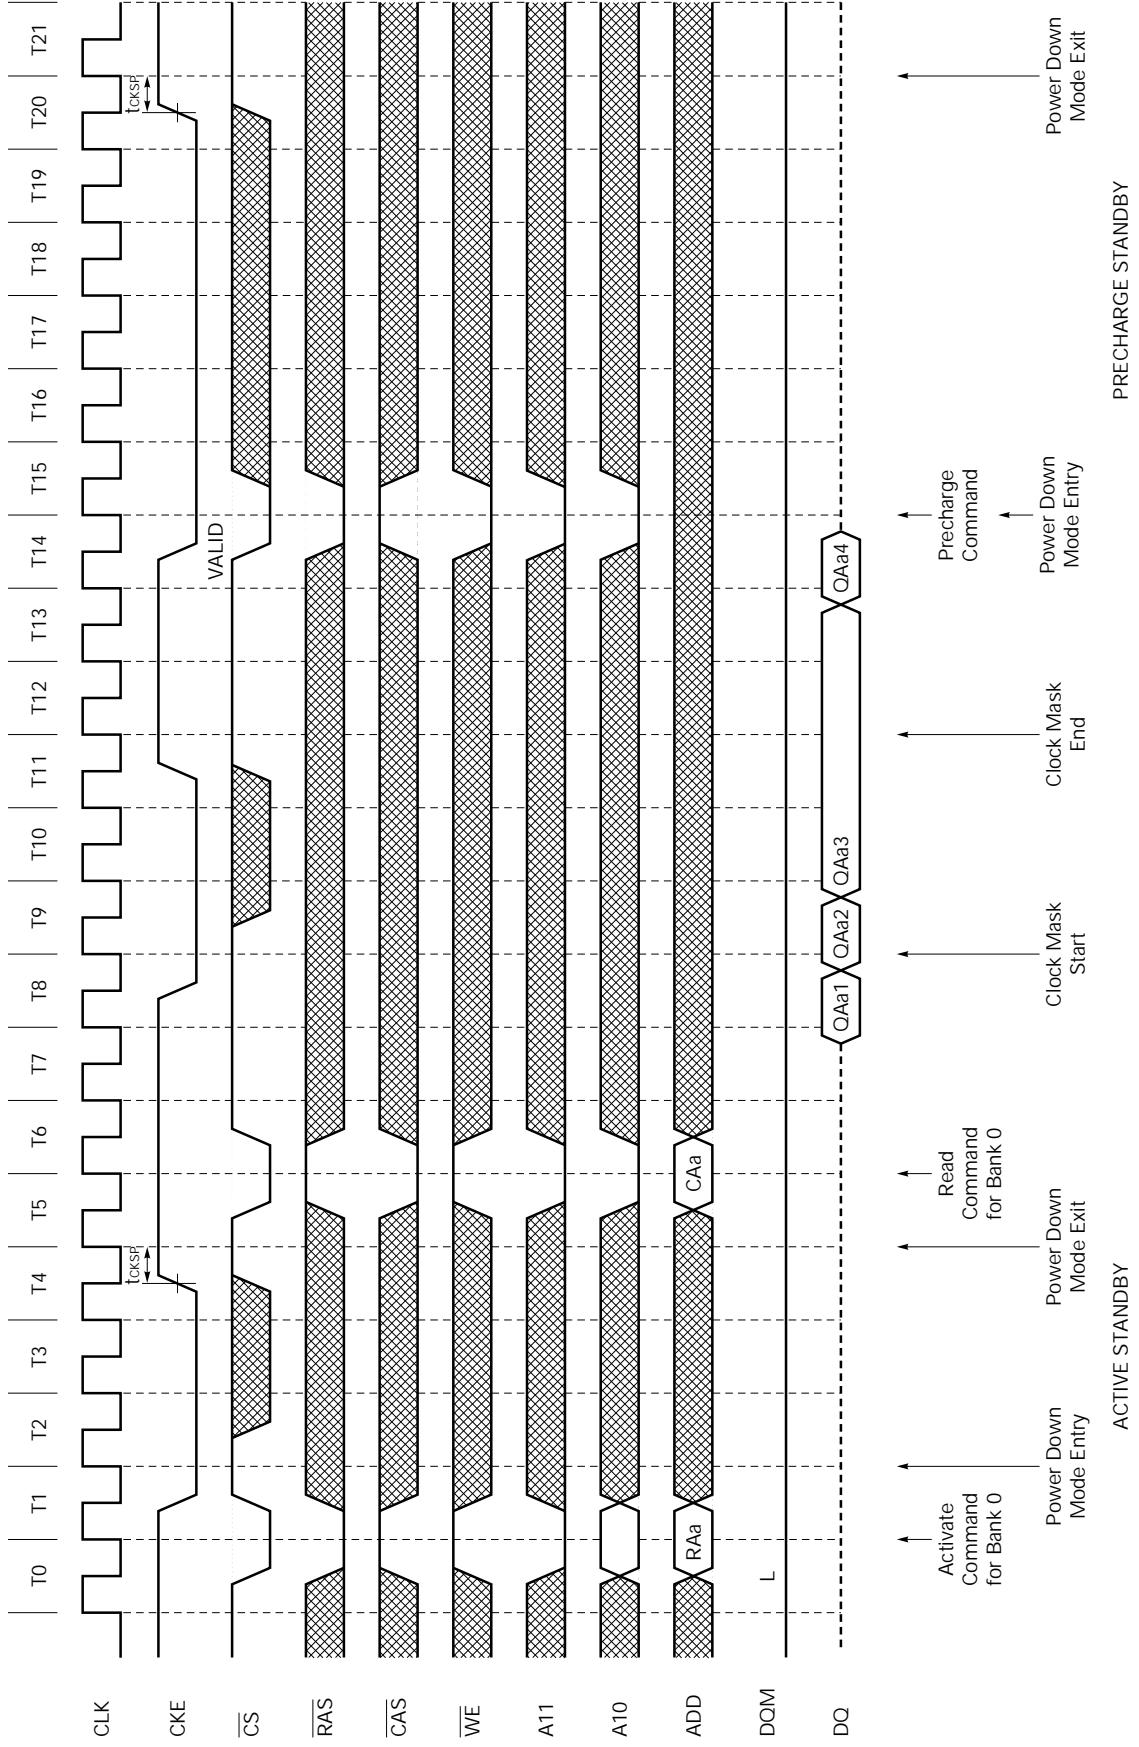 T0 T1 T2 T3 T4 T5 T6 T7 T8 T9 T10 T11 T12 T13 T14 T15 T16 T17 T18 T19 T20 T21
CLK
tCKSP
tCKSP
CKE
VALID
CS
RAS
CAS
WE
A11
A10
ADD RAa CAa
DQM L
DQ QAa1 QAa2 QAa3 QAa4
Activate
Command
for Bank 0
Read
Command
for Bank 0
Precharge
Command
Power Down
Mode Entry
Power Down
Mode Exit
Clock Mask
Start
Clock Mask
End
Power Down
Mode Entry
Power Down
Mode Exit
ACTIVE STANDBY
PRECHARGE STANDBY